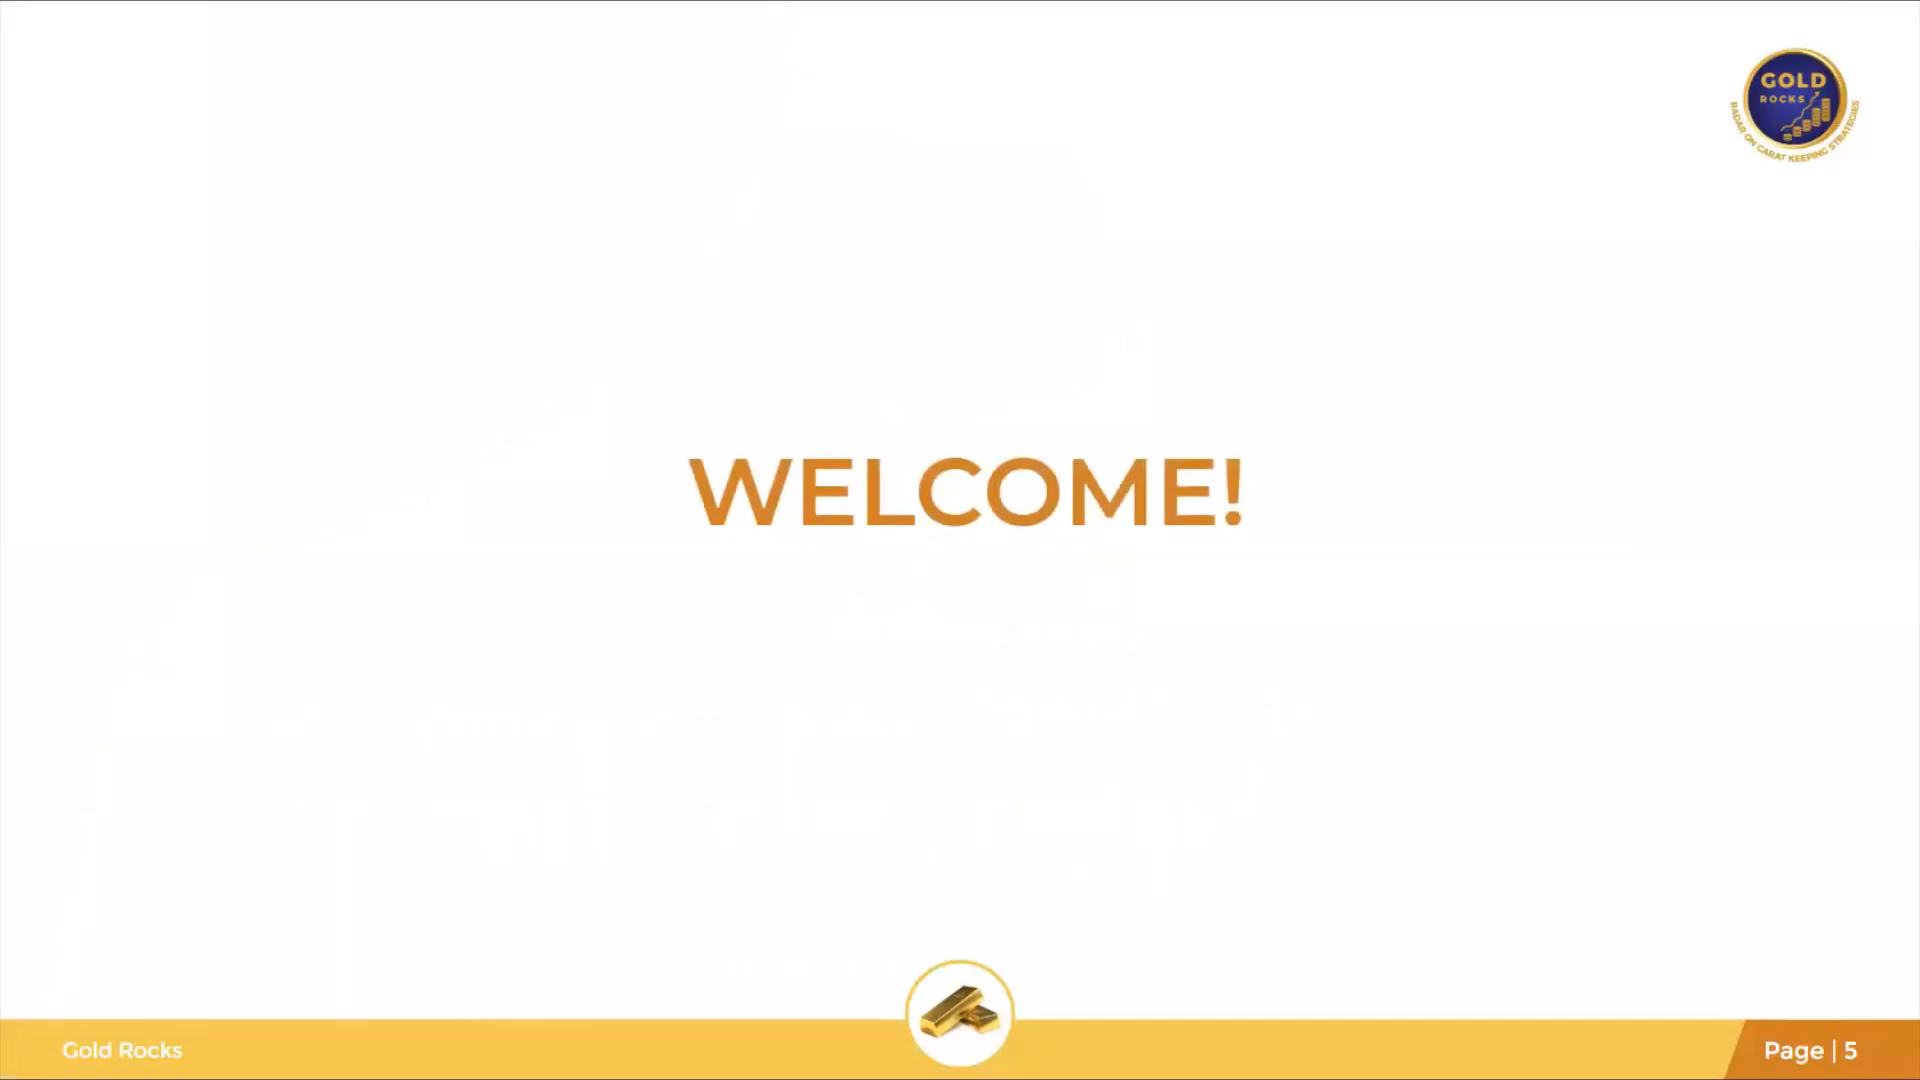 GOLD
ROCKS
RADAR ON CARAT KEEPING STRATEGIES
WELCOME!
Gold Rocks
Page | 5